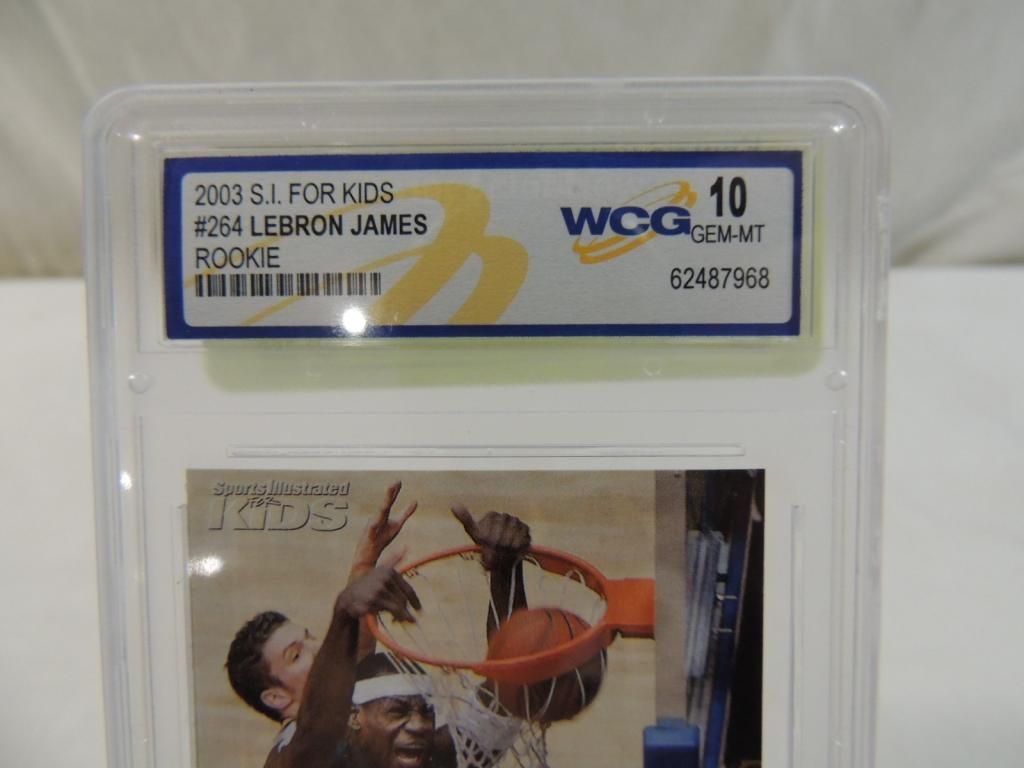 2003 S.I. FOR KIDS
#264 LEBRON JAMES
ROOKIE
WCG
10
GEM-MT
62487968
Sports Illustrated
FOR
KIDS